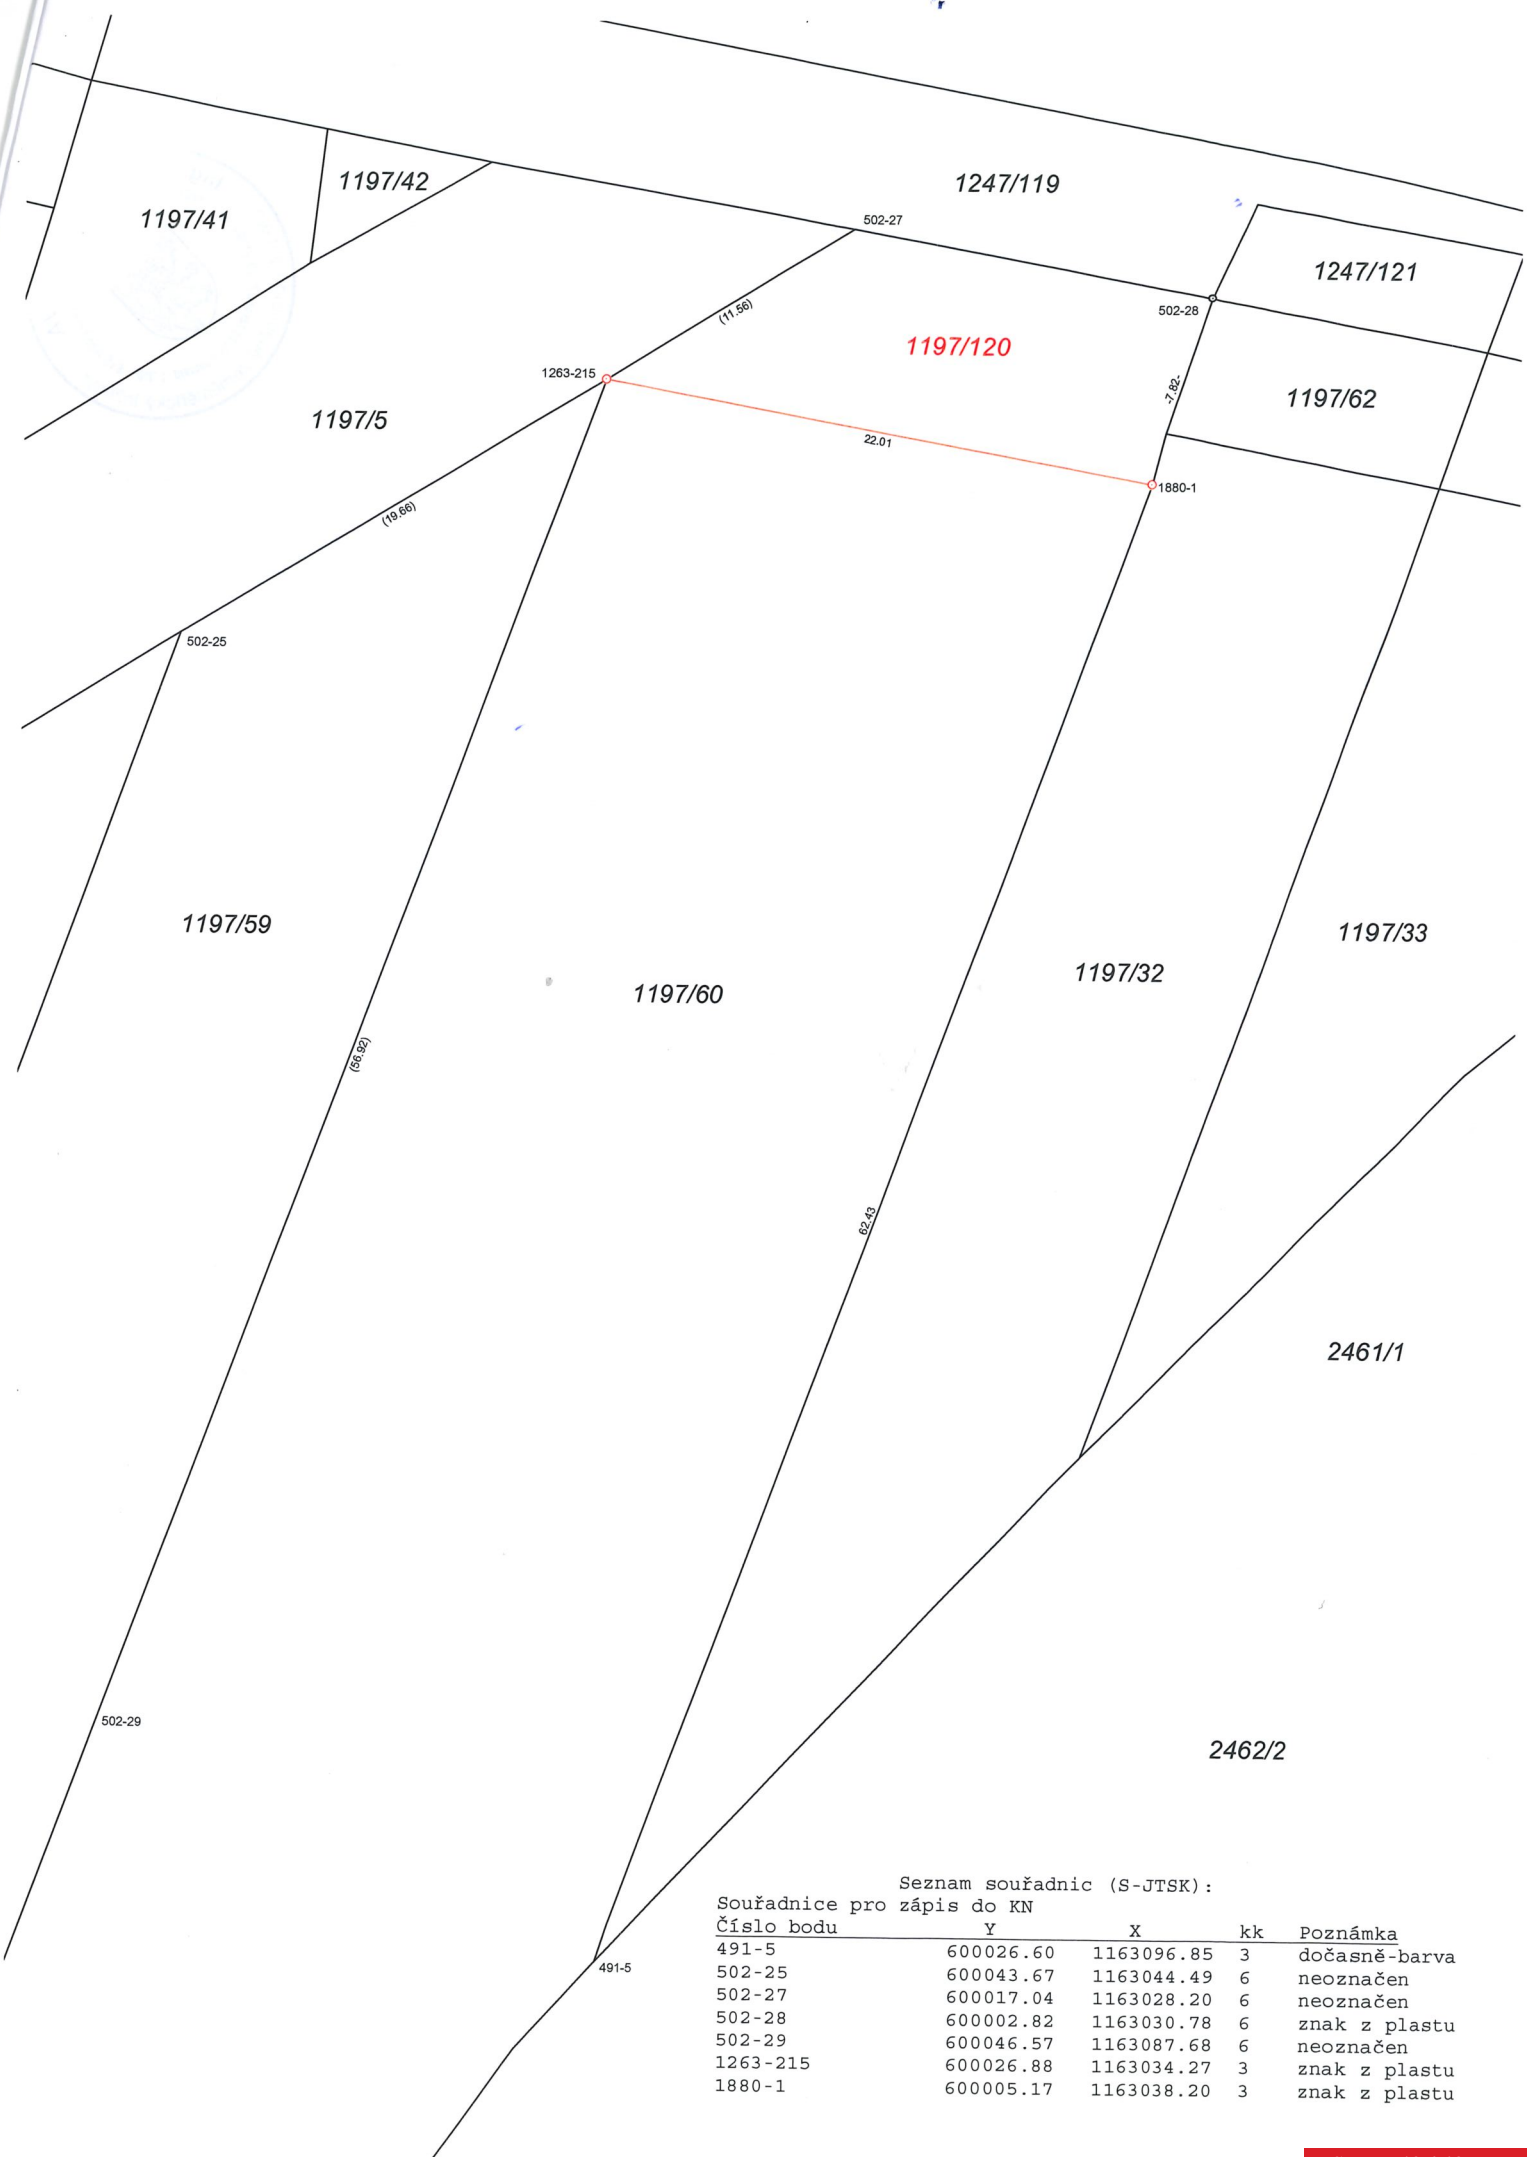 1197/42
1247/119
1197/41
502-27
1247/121
502-28
(11.56)
1197/120
1263-215
-7.82-
1197/62
1197/5
22.01
1880-1
(19.66)
502-25
1197/59
1197/33
1197/32
1197/60
(56.92)
62.43
2461/1
502-29
2462/2
491-5
Seznam souřadnic (S-JTSK):
Souřadnice pro zápis do KN
Číslo bodu Y X kk Poznámka
491-5 600026.60 1163096.85 3 dočasně-barva
502-25 600043.67 1163044.49 6 neoznačen
502-27 600017.04 1163028.20 6 neoznačen
502-28 600002.82 1163030.78 6 znak z plastu
502-29 600046.57 1163087.68 6 neoznačen
1263-215 600026.88 1163034.27 3 znak z plastu
1880-1 600005.17 1163038.20 3 znak z plastu